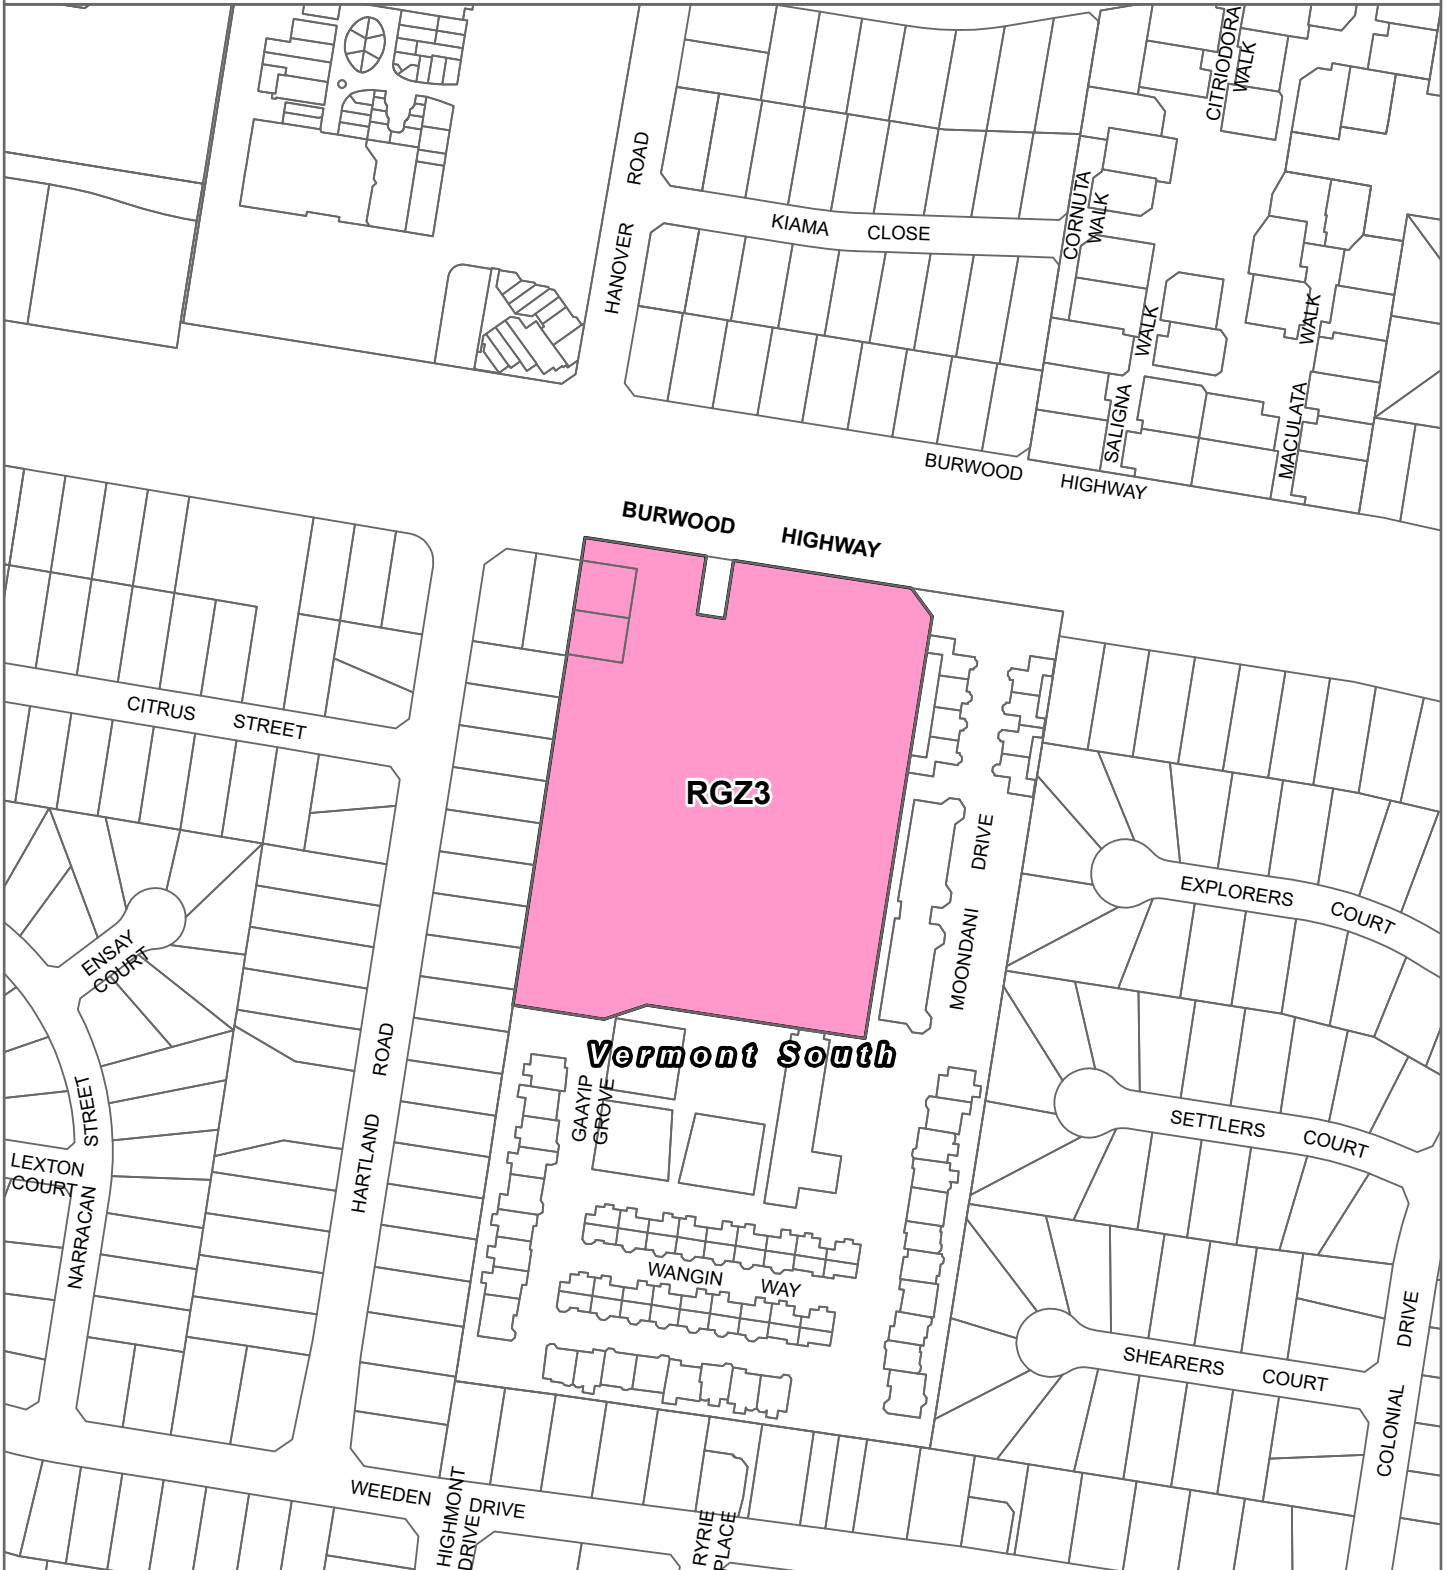 CITRIODORA
WALK
ROAD
HANOVER
KIAMA CLOSE
CORNUTA
WALK
WALK
SALIGNA
WALK
MACULATA
BURWOOD HIGHWAY
BURWOOD HIGHWAY
CITRUS STREET
RGZ3
DRIVE
MOONDANI
EXPLORERS COURT
ENSAY
COURT
ROAD
HARTLAND
Vermont South
GAAYIP
GROVE
STREET
NARRACAN
LEXTON
COURT
SETTLERS COURT
WANGIN WAY
SHEARERS COURT
DRIVE
COLONIAL
WEEDEN DRIVE
HIGHMONT
DRIVE
RYRIE
PLACE